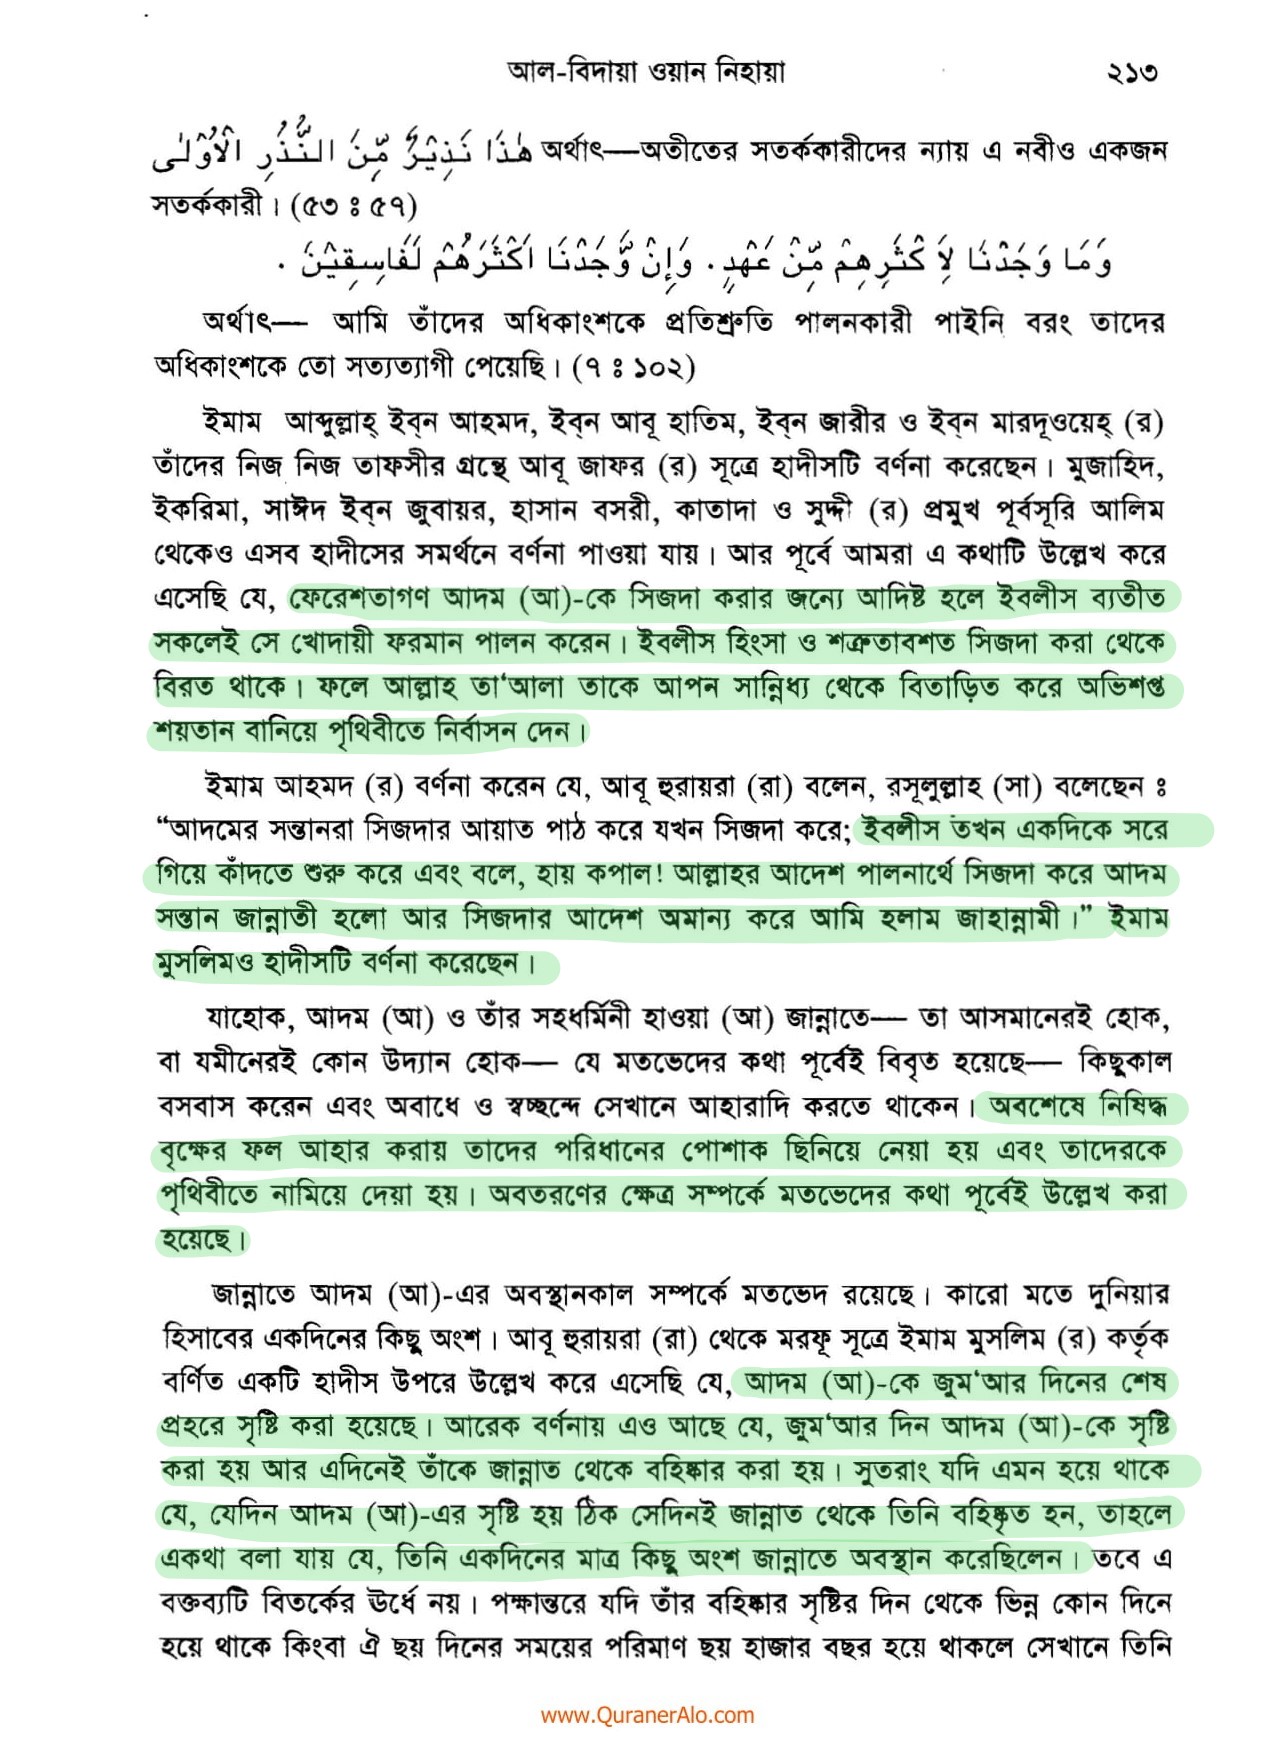 আল-বিদায়া ওয়ান নিহায়া ২১৩
هٰذَا نَذِيْرٌ مِّنَ النُّذُرِ الْاُوْلٰى অর্থাৎ—অতীতের সতর্ককারীদের ন্যায় এ নবীও একজন
সতর্ককারী। (৫৩ ঃ ৫৭)
وَمَا وَجَدْنَا لِاَكْثَرِهِمْ مِّنْ عَهْدٍ. وَاِنْ وَّجَدْنَا اَكْثَرَهُمْ لَفَاسِقِيْنَ .
অর্থাৎ— আমি তাঁদের অধিকাংশকে প্রতিশ্রুতি পালনকারী পাইনি বরং তাদের
অধিকাংশকে তো সত্যত্যাগী পেয়েছি। (৭ ঃ ১০২)
ইমাম আব্দুল্লাহ্ ইব্‌ন আহমদ, ইব্‌ন আবূ হাতিম, ইব্‌ন জারীর ও ইব্‌ন মারদূওয়েহ্ (র)
তাঁদের নিজ নিজ তাফসীর গ্রন্থে আবূ জাফর (র) সূত্রে হাদীসটি বর্ণনা করেছেন। মুজাহিদ,
ইকরিমা, সাঈদ ইব্‌ন জুবায়র, হাসান বসরী, কাতাদা ও সুদ্দী (র) প্রমুখ পূর্বসূরি আলিম
থেকেও এসব হাদীসের সমর্থনে বর্ণনা পাওয়া যায়। আর পূর্বে আমরা এ কথাটি উল্লেখ করে
এসেছি যে, ফেরেশতাগণ আদম (আ)-কে সিজদা করার জন্যে আদিষ্ট হলে ইবলীস ব্যতীত
সকলেই সে খোদায়ী ফরমান পালন করেন। ইবলীস হিংসা ও শত্রুতাবশত সিজদা করা থেকে
বিরত থাকে। ফলে আল্লাহ তা'আলা তাকে আপন সান্নিধ্য থেকে বিতাড়িত করে অভিশপ্ত
শয়তান বানিয়ে পৃথিবীতে নির্বাসন দেন।
ইমাম আহমদ (র) বর্ণনা করেন যে, আবূ হুরায়রা (রা) বলেন, রসূলুল্লাহ (সা) বলেছেন ঃ
“আদমের সন্তানরা সিজদার আয়াত পাঠ করে যখন সিজদা করে; ইবলীস তখন একদিকে সরে
গিয়ে কাঁদতে শুরু করে এবং বলে, হায় কপাল! আল্লাহর আদেশ পালনার্থে সিজদা করে আদম
সন্তান জান্নাতী হলো আর সিজদার আদেশ অমান্য করে আমি হলাম জাহান্নামী।” ইমাম
মুসলিমও হাদীসটি বর্ণনা করেছেন।
যাহোক, আদম (আ) ও তাঁর সহধর্মিনী হাওয়া (আ) জান্নাতে— তা আসমানেরই হোক,
বা যমীনেরই কোন উদ্যান হোক— যে মতভেদের কথা পূর্বেই বিবৃত হয়েছে— কিছুকাল
বসবাস করেন এবং অবাধে ও স্বচ্ছন্দে সেখানে আহারাদি করতে থাকেন। অবশেষে নিষিদ্ধ
বৃক্ষের ফল আহার করায় তাদের পরিধানের পোশাক ছিনিয়ে নেয়া হয় এবং তাদেরকে
পৃথিবীতে নামিয়ে দেয়া হয়। অবতরণের ক্ষেত্র সম্পর্কে মতভেদের কথা পূর্বেই উল্লেখ করা
হয়েছে।
জান্নাতে আদম (আ)-এর অবস্থানকাল সম্পর্কে মতভেদ রয়েছে। কারো মতে দুনিয়ার
হিসাবের একদিনের কিছু অংশ। আবূ হুরায়রা (রা) থেকে মরফূ সূত্রে ইমাম মুসলিম (র) কর্তৃক
বর্ণিত একটি হাদীস উপরে উল্লেখ করে এসেছি যে, আদম (আ)-কে জুম'আর দিনের শেষ
প্রহরে সৃষ্টি করা হয়েছে। আরেক বর্ণনায় এও আছে যে, জুম'আর দিন আদম (আ)-কে সৃষ্টি
করা হয় আর এদিনেই তাঁকে জান্নাত থেকে বহিষ্কার করা হয়। সুতরাং যদি এমন হয়ে থাকে
যে, যেদিন আদম (আ)-এর সৃষ্টি হয় ঠিক সেদিনই জান্নাত থেকে তিনি বহিষ্কৃত হন, তাহলে
একথা বলা যায় যে, তিনি একদিনের মাত্র কিছু অংশ জান্নাতে অবস্থান করেছিলেন। তবে এ
বক্তব্যটি বিতর্কের ঊর্ধে নয়। পক্ষান্তরে যদি তাঁর বহিষ্কার সৃষ্টির দিন থেকে ভিন্ন কোন দিনে
হয়ে থাকে কিংবা ঐ ছয় দিনের সময়ের পরিমাণ ছয় হাজার বছর হয়ে থাকলে সেখানে তিনি
www.QuranerAlo.com